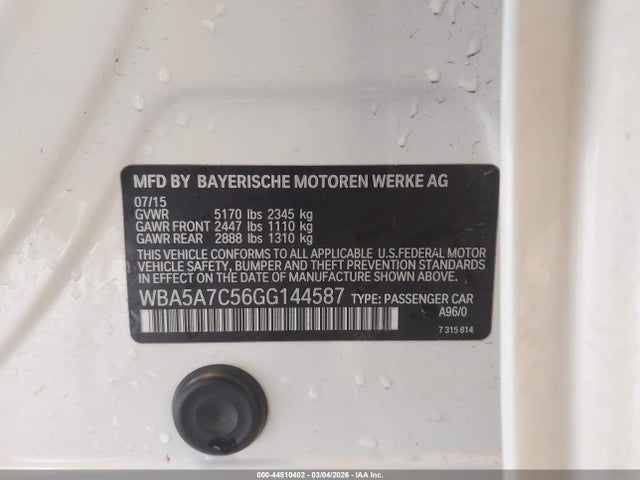 MFD BY BAYERISCHE MOTOREN WERKE AG
07/15
GVWR 5170 lbs 2345 kg
GAWR FRONT 2447 lbs 1110 kg
GAWR REAR 2888 lbs 1310 kg
THIS VEHICLE CONFORMS TO ALL APPLICABLE U.S.FEDERAL MOTOR
VEHICLE SAFETY, BUMPER AND THEFT PREVENTION STANDARDS
IN EFFECT ON THE DATE OF MANUFACTURE SHOWN ABOVE.
WBA5A7C56GG144587 TYPE: PASSENGER CAR
A96/0
7 315 814
000-44510402 - 03/04/2026 - IAA Inc.